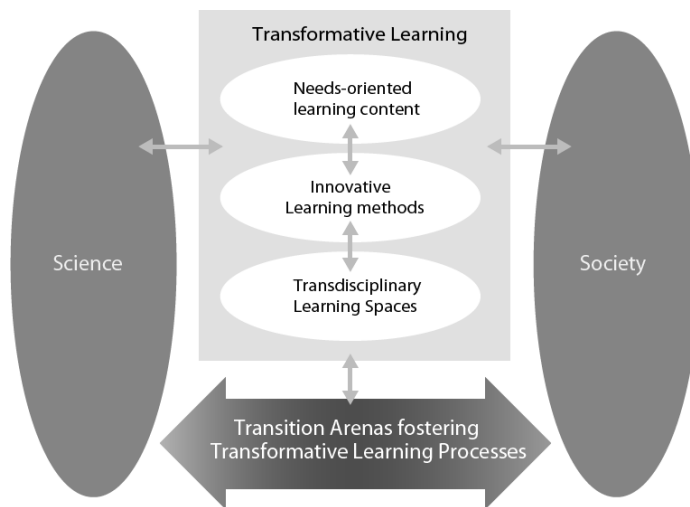 Transformative Learning
Needs-oriented
learning content
Innovative
Learning methods
Science
Society
Transdisciplinary
Learning Spaces
Transition Arenas fostering
Transformative Learning Processes